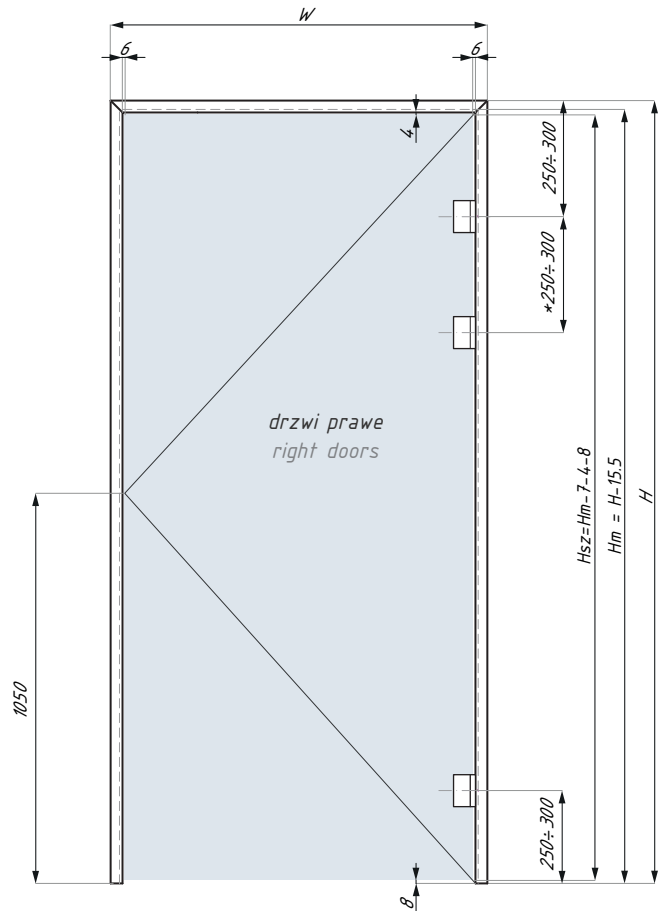 W
6
6
4
250÷300
*250÷300
drzwi prawe
right doors
Hsz=Hm-7-4-8
Hm = H-15.5
H
1050
250÷300
8